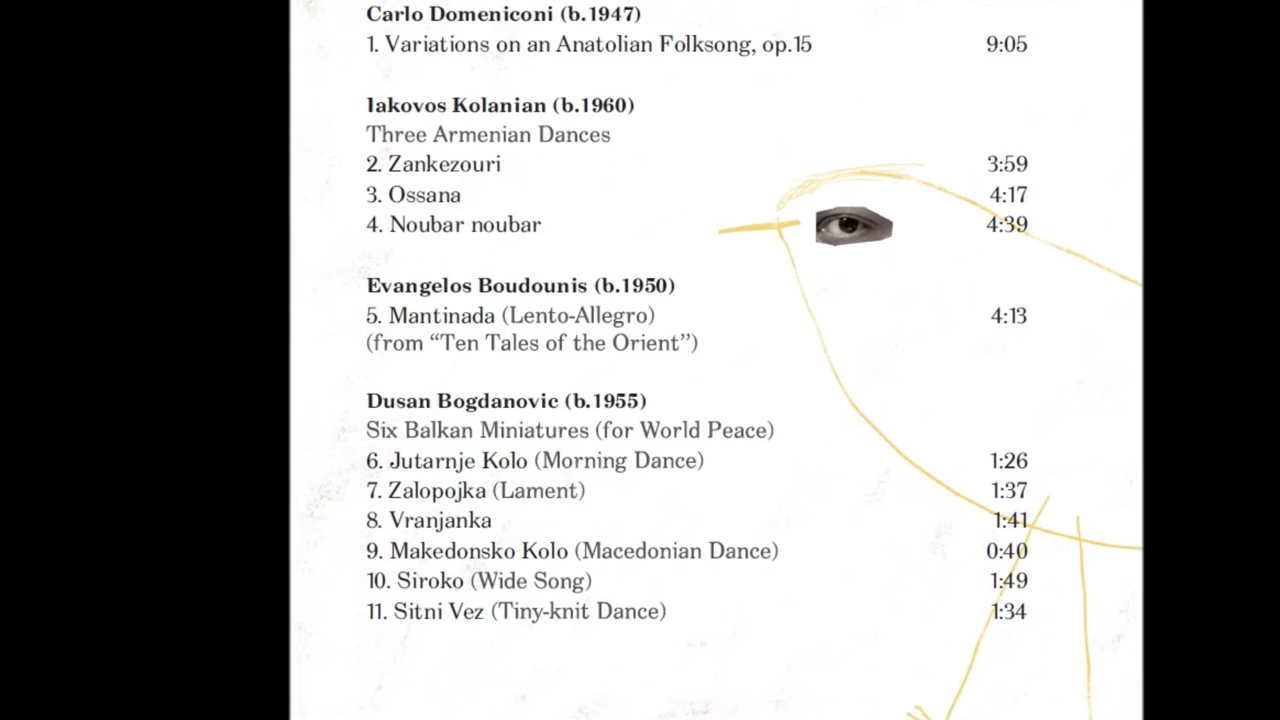 Carlo Domeniconi (b.1947)
1. Variations on an Anatolian Folksong, op.15 9:05
Iakovos Kolanian (b.1960)
Three Armenian Dances
2. Zankezouri 3:59
3. Ossana 4:17
4. Noubar noubar 4:39
Evangelos Boudounis (b.1950)
5. Mantinada (Lento-Allegro) 4:13
(from “Ten Tales of the Orient”)
Dusan Bogdanovic (b.1955)
Six Balkan Miniatures (for World Peace)
6. Jutarnje Kolo (Morning Dance) 1:26
7. Zalopojka (Lament) 1:37
8. Vranjanka 1:41
9. Makedonsko Kolo (Macedonian Dance) 0:40
10. Siroko (Wide Song) 1:49
11. Sitni Vez (Tiny-knit Dance) 1:34